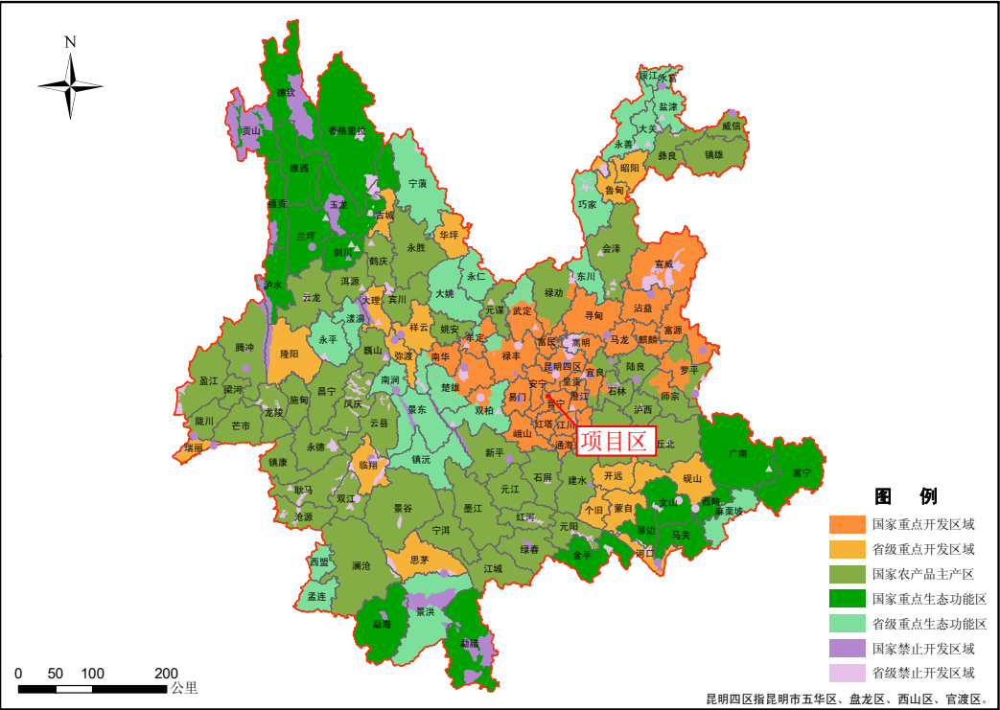 N
德钦
贡山
香格里拉
维西
福贡
玉龙
兰坪
古城
剑川
宁蒗
华坪
永胜
鹤庆
泸水
云龙
洱源
大理
宾川
漾濞
永平
祥云
弥渡
巍山
南涧
大姚
永仁
姚安
元谋
牟定
南华
楚雄
双柏
武定
禄劝
禄丰
东川
绥江
水富
盐津
大关
永善
威信
镇雄
彝良
昭阳
鲁甸
巧家
会泽
宣威
沾益
寻甸
富源
马龙
麒麟
富民
嵩明
昆明四区
宜良
呈贡
安宁
晋宁
澄江
易门
红塔
江川
峨山
通海
陆良
罗平
石林
师宗
泸西
丘北
项目区
腾冲
隆阳
盈江
梁河
陇川
芒市
瑞丽
龙陵
施甸
昌宁
凤庆
云县
景东
镇沅
永德
镇康
临翔
耿马
双江
沧源
新平
元江
石屏
建水
开远
个旧
蒙自
砚山
广南
富宁
文山
西畴
麻栗坡
马关
屏边
河口
金平
元阳
红河
绿春
墨江
景谷
宁洱
思茅
江城
澜沧
西盟
孟连
勐海
景洪
勐腊
图 例
国家重点开发区域
省级重点开发区域
国家农产品主产区
国家重点生态功能区
省级重点生态功能区
国家禁止开发区域
省级禁止开发区域
0 50 100 200
公里
昆明四区指昆明市五华区、盘龙区、西山区、官渡区。